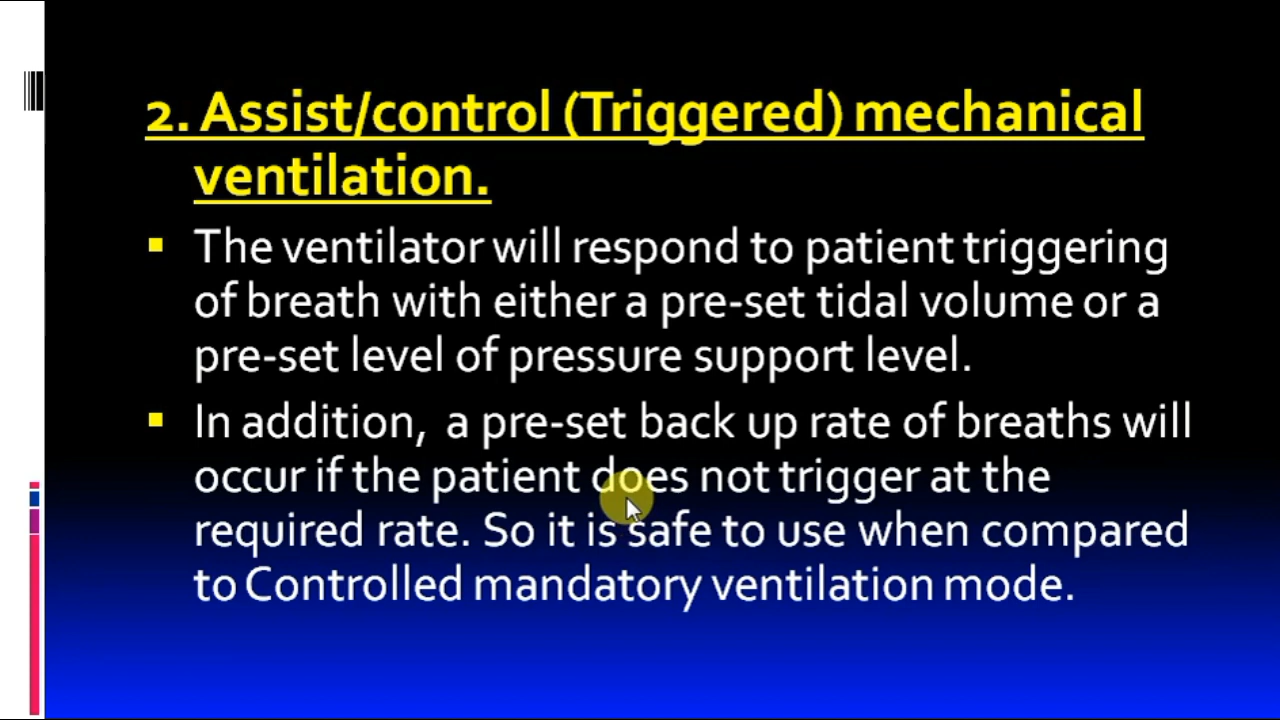 2. Assist/control (Triggered) mechanical
ventilation.
The ventilator will respond to patient triggering
of breath with either a pre-set tidal volume or a
pre-set level of pressure support level.
In addition, a pre-set back up rate of breaths will
occur if the patient does not trigger at the
required rate. So it is safe to use when compared
to Controlled mandatory ventilation mode.